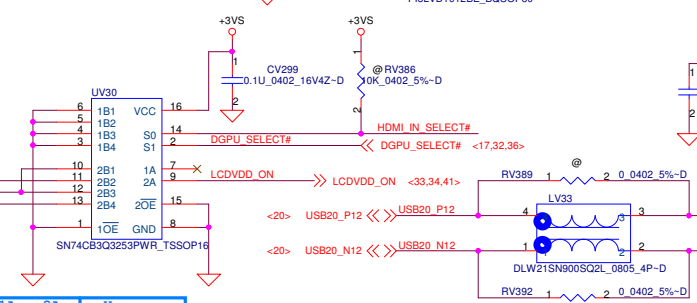 +3VS
+3VS
1
1
CV299
0.1U_0402_16V4Z~D
2
@ RV386
10K_0402_5%~D
2
UV30
6 1B1 VCC 16
5 1B2
4 1B3 S0 14 HDMI_IN_SELECT#
3 1B4 S1 2 DGPU_SELECT# DGPU_SELECT# <17,32,36>
10 2B1 1A 7
11 2B2 2A 9 LCDVDD_ON LCDVDD_ON <33,34,41>
12 2B3
13 2B4 2OE 15
1 1OE GND 8
SN74CB3Q3253PWR_TSSOP16
@
RV389 1 2 0_0402_5%~D
LV33
<20> USB20_P12 USB20_P12 4 3 3
<20> USB20_N12 USB20_N12 1 2 2
DLW21SN900SQ2L_0805_4P~D
RV392 1 2 0_0402_5%~D
@
1
2